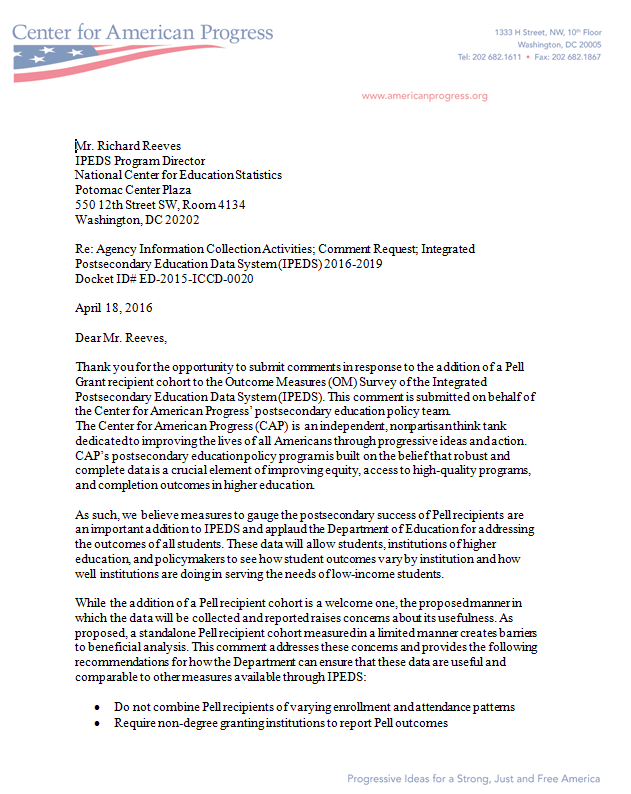 Center for American Progress
1333 H Street, NW, 10th Floor
Washington, DC 20005
Tel: 202 682.1611 • Fax: 202 682.1867
www.americanprogress.org
Mr. Richard Reeves
IPEDS Program Director
National Center for Education Statistics
Potomac Center Plaza
550 12th Street SW, Room 4134
Washington, DC 20202
Re: Agency Information Collection Activities; Comment Request; Integrated
Postsecondary Education Data System (IPEDS) 2016-2019
Docket ID# ED-2015-ICCD-0020
April 18, 2016
Dear Mr. Reeves,
Thank you for the opportunity to submit comments in response to the addition of a Pell
Grant recipient cohort to the Outcome Measures (OM) Survey of the Integrated
Postsecondary Education Data System (IPEDS). This comment is submitted on behalf of
the Center for American Progress' postsecondary education policy team.
The Center for American Progress (CAP) is an independent, nonpartisan think tank
dedicated to improving the lives of all Americans through progressive ideas and action.
CAP's postsecondary education policy program is built on the belief that robust and
complete data is a crucial element of improving equity, access to high-quality programs,
and completion outcomes in higher education.
As such, we believe measures to gauge the postsecondary success of Pell recipients are
an important addition to IPEDS and applaud the Department of Education for addressing
the outcomes of all students. These data will allow students, institutions of higher
education, and policymakers to see how student outcomes vary by institution and how
well institutions are doing in serving the needs of low-income students.
While the addition of a Pell recipient cohort is a welcome one, the proposed manner in
which the data will be collected and reported raises concerns about its usefulness. As
proposed, a standalone Pell recipient cohort measured in a limited manner creates barriers
to beneficial analysis. This comment addresses these concerns and provides the following
recommendations for how the Department can ensure that these data are useful and
comparable to other measures available through IPEDS:
• Do not combine Pell recipients of varying enrollment and attendance patterns
• Require non-degree granting institutions to report Pell outcomes
Progressive Ideas for a Strong, Just and Free America